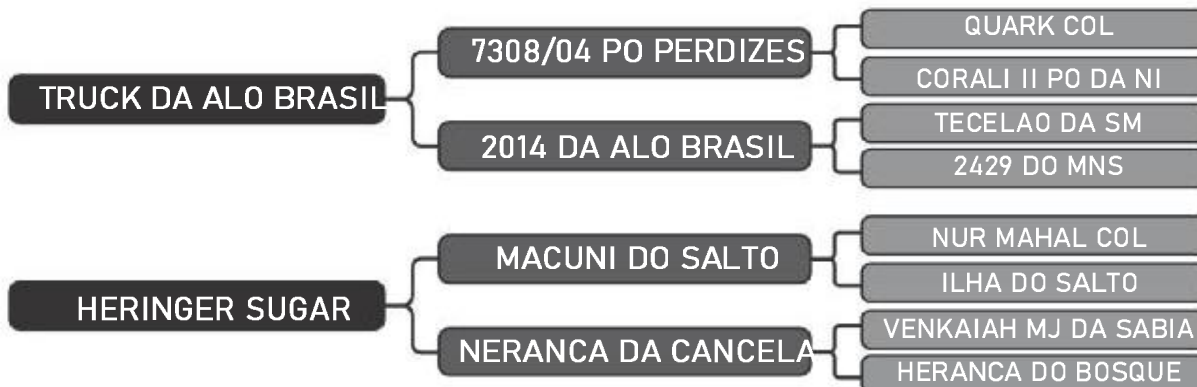 TRUCK DA ALO BRASIL
7308/04 PO PERDIZES
QUARK COL
CORALI II PO DA NI
2014 DA ALO BRASIL
TECELAO DA SM
2429 DO MNS
HERINGER SUGAR
MACUNI DO SALTO
NUR MAHAL COL
ILHA DO SALTO
NERANCA DA CANCELA
VENKAIAH MJ DA SABIA
HERANCA DO BOSQUE